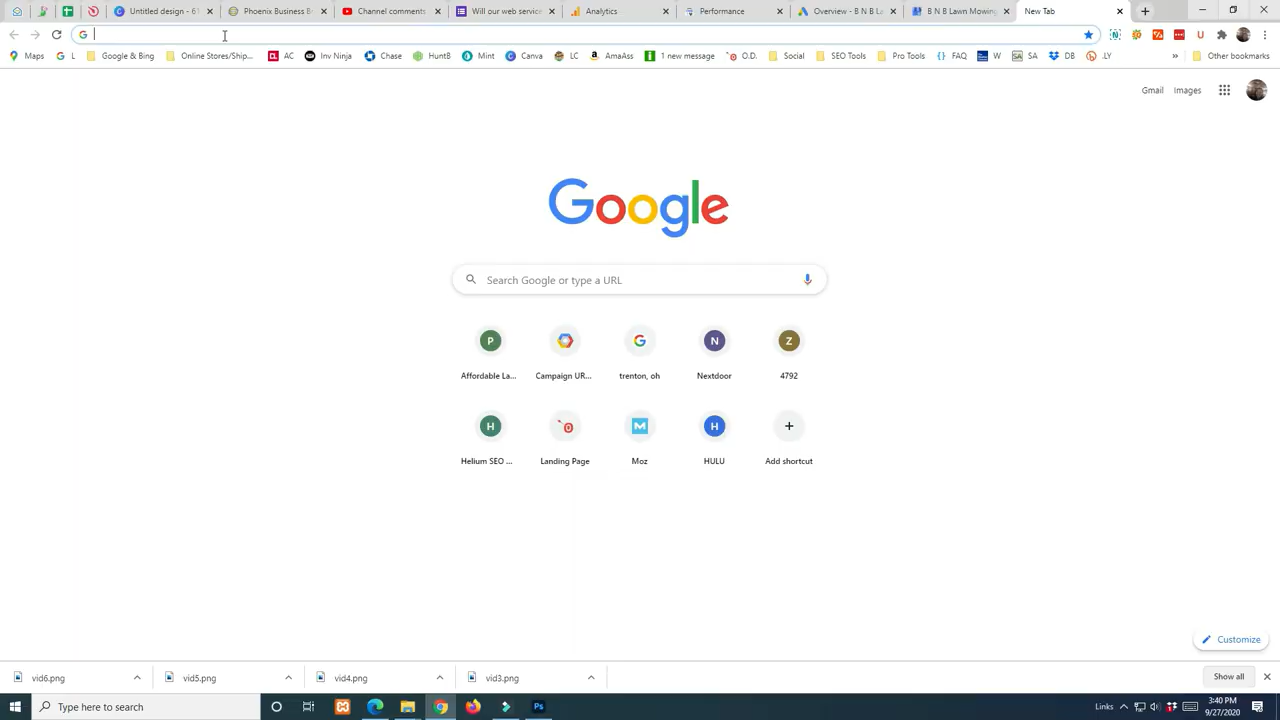 Untitled design - 61
Phoenix Business B
Channel comments
Will our web service
Analytics
Performance
Overview - B N B La
B N B Lawn Mowing
New Tab
Maps
G L
Google & Bing
Online Stores/Ship...
AC
Inv Ninja
Chase
Hunt8
Mint
Canva
LC
AmaAss
1 new message
O.D.
Social
SEO Tools
Pro Tools
FAQ
W
SA
DB
.LY
»
Other bookmarks
Gmail
Images
Google
Search Google or type a URL
P
N
Z
Affordable La...
Campaign UR...
trenton, oh
Nextdoor
4792
H
H
Helium SEO ...
Landing Page
Moz
HULU
Add shortcut
Customize
vid6.png
vid5.png
vid4.png
vid3.png
Show all
Type here to search
Links
3:40 PM
9/27/2020